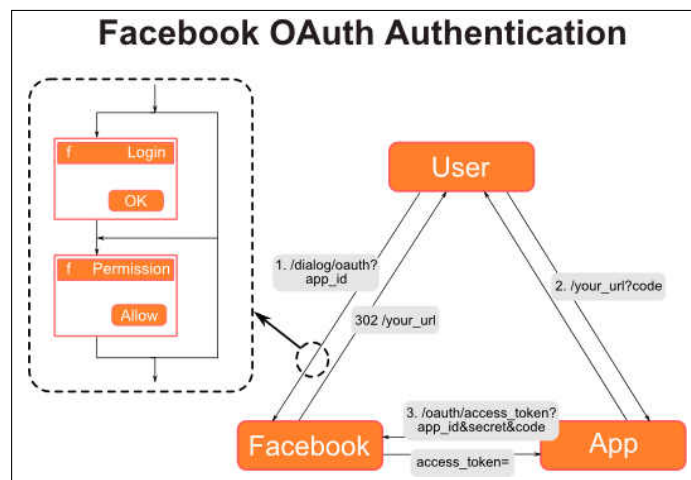 Facebook OAuth Authentication
f Login
OK
f Permission
Allow
User
1. /dialog/oauth?
app_id
302 /your_url
2. /your_url?code
3. /oauth/access_token?
app_id&secret&code
Facebook
App
access_token=